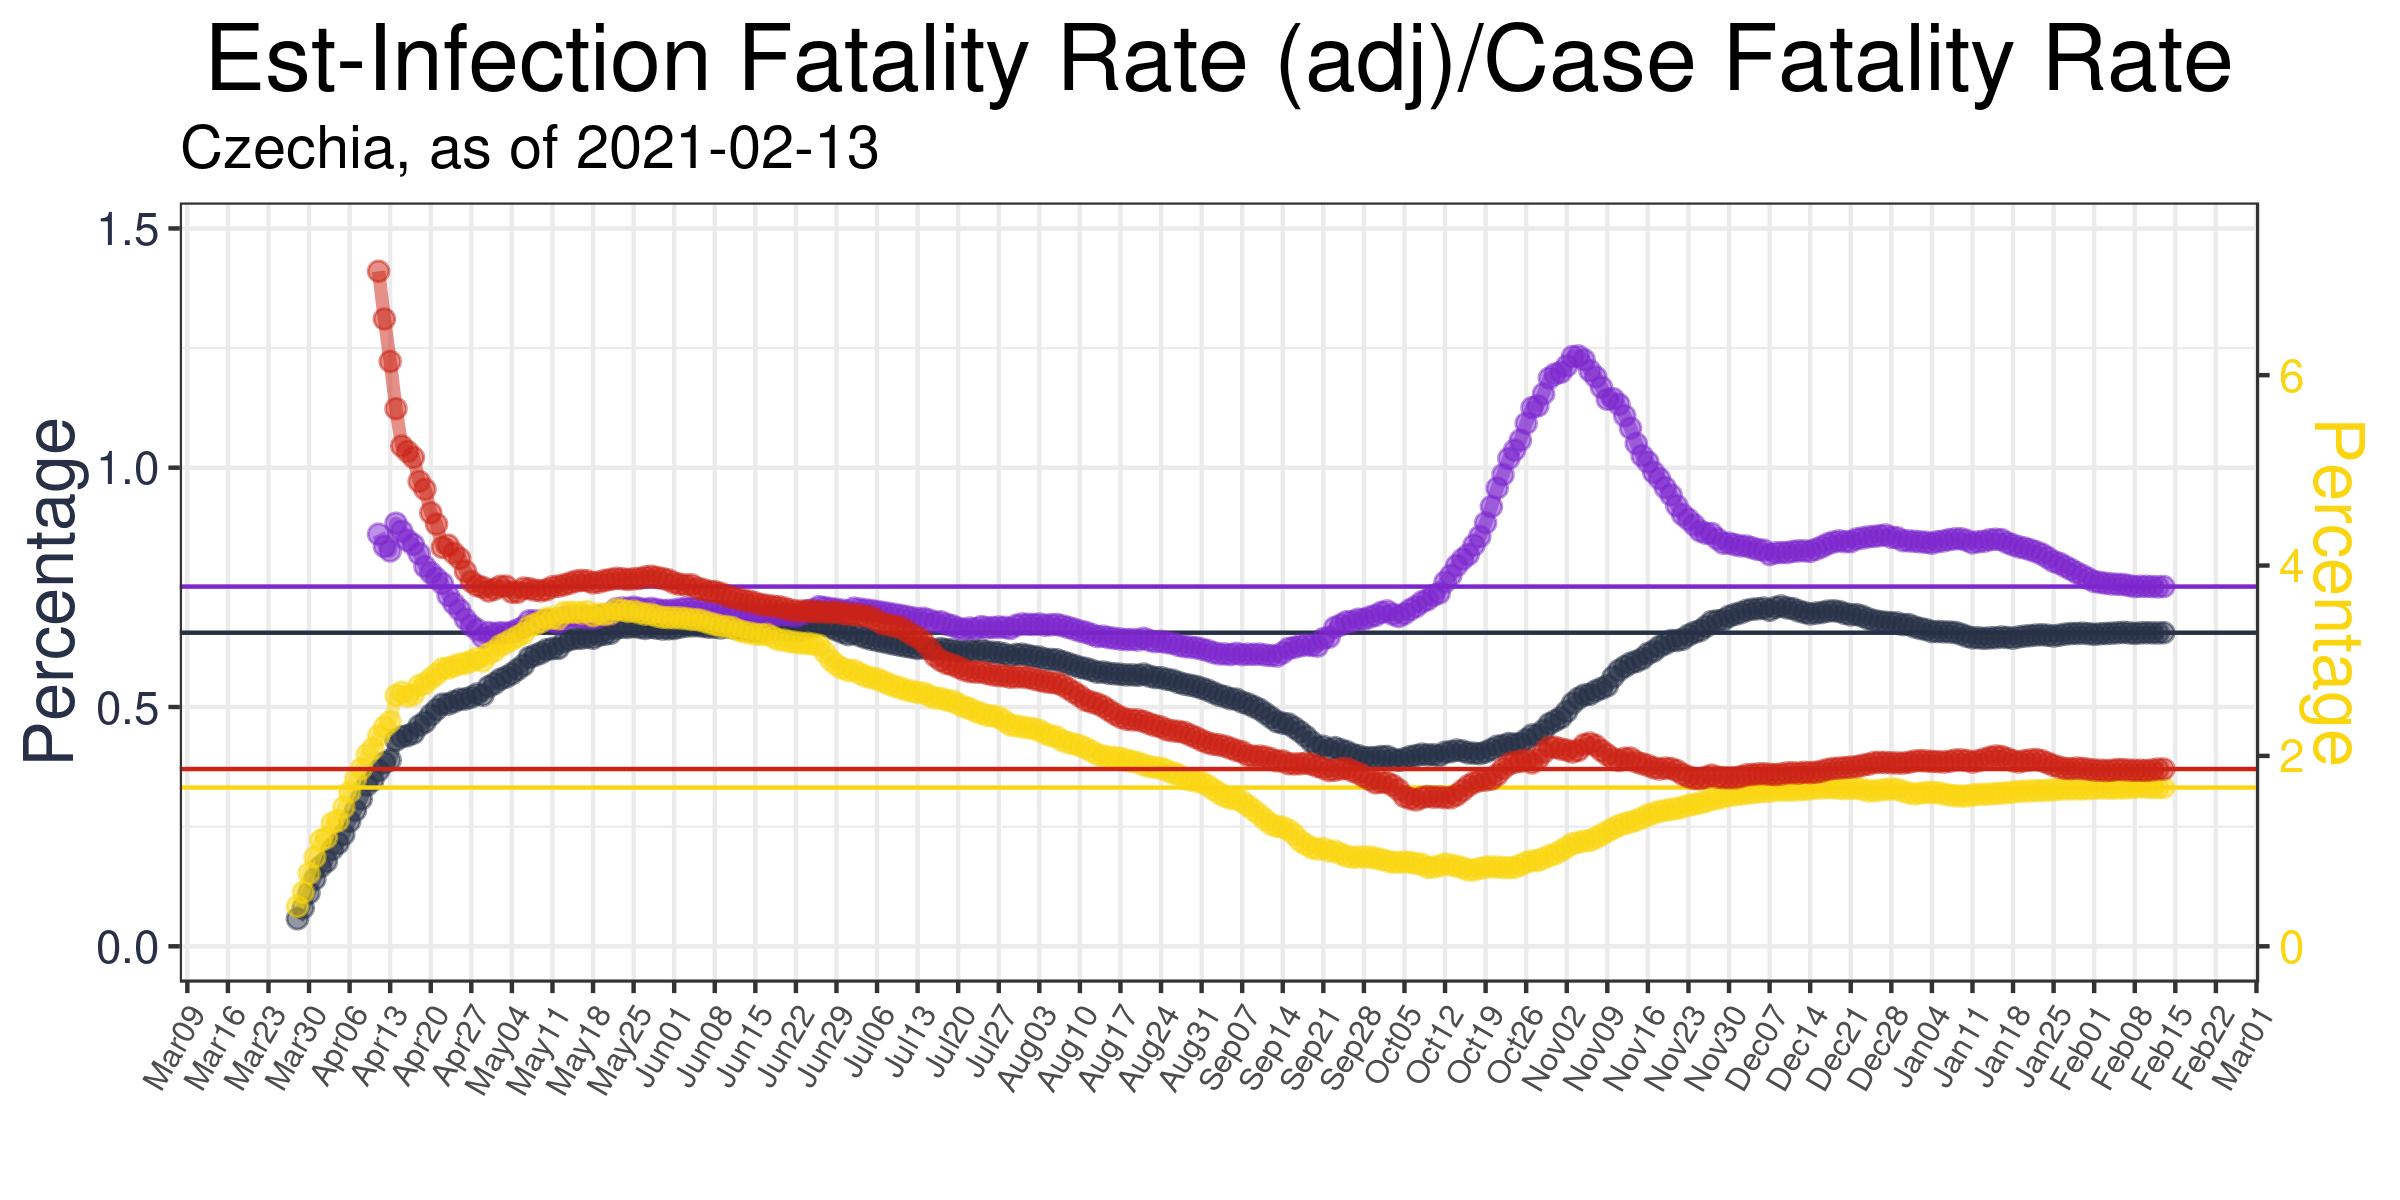 Est-Infection Fatality Rate (adj)/Case Fatality Rate
Czechia, as of 2021-02-13
Percentage
1.5
1.0
0.5
0.0
6
4
2
0
Percentage
Mar09
Mar16
Mar23
Mar30
Apr06
Apr13
Apr20
Apr27
May04
May11
May18
May25
Jun01
Jun08
Jun15
Jun22
Jun29
Jul06
Jul13
Jul20
Jul27
Aug03
Aug10
Aug17
Aug24
Aug31
Sep07
Sep14
Sep21
Sep28
Oct05
Oct12
Oct19
Oct26
Nov02
Nov09
Nov16
Nov23
Nov30
Dec07
Dec14
Dec21
Dec28
Jan04
Jan11
Jan18
Jan25
Feb01
Feb08
Feb15
Feb22
Mar01